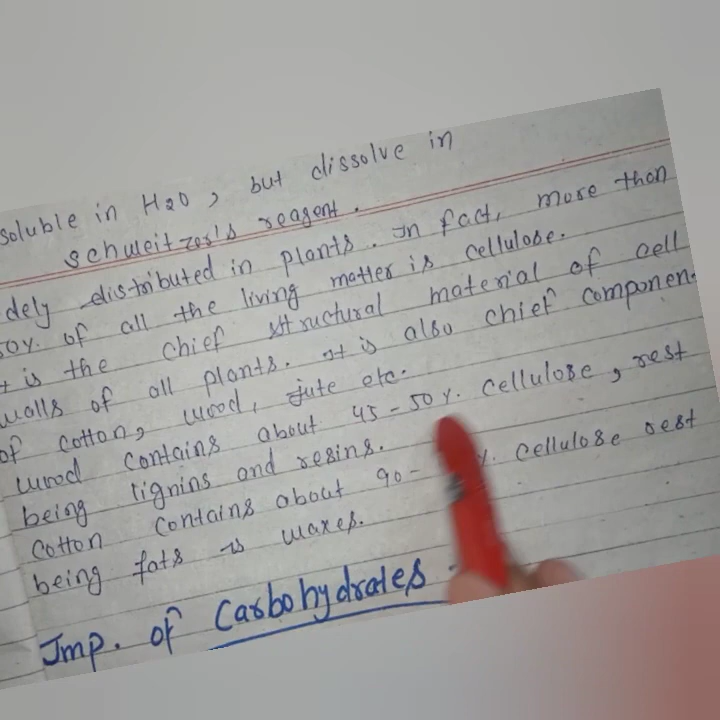 soluble in H2O, but dissolve in
schweitzer's reagent.
dely distributed in plants. In fact, more than
50%. of all the living matter is cellulose.
t is the chief structural material of cell
walls of all plants. It is also chief componen
of cotton, wood, Jute etc.
wood contains about 45-50%. cellulose, rest
being lignins and resins.
Cotton contains about 90- %. cellulose rest
being fats & waxes.
Imp. of Carbohydrates -